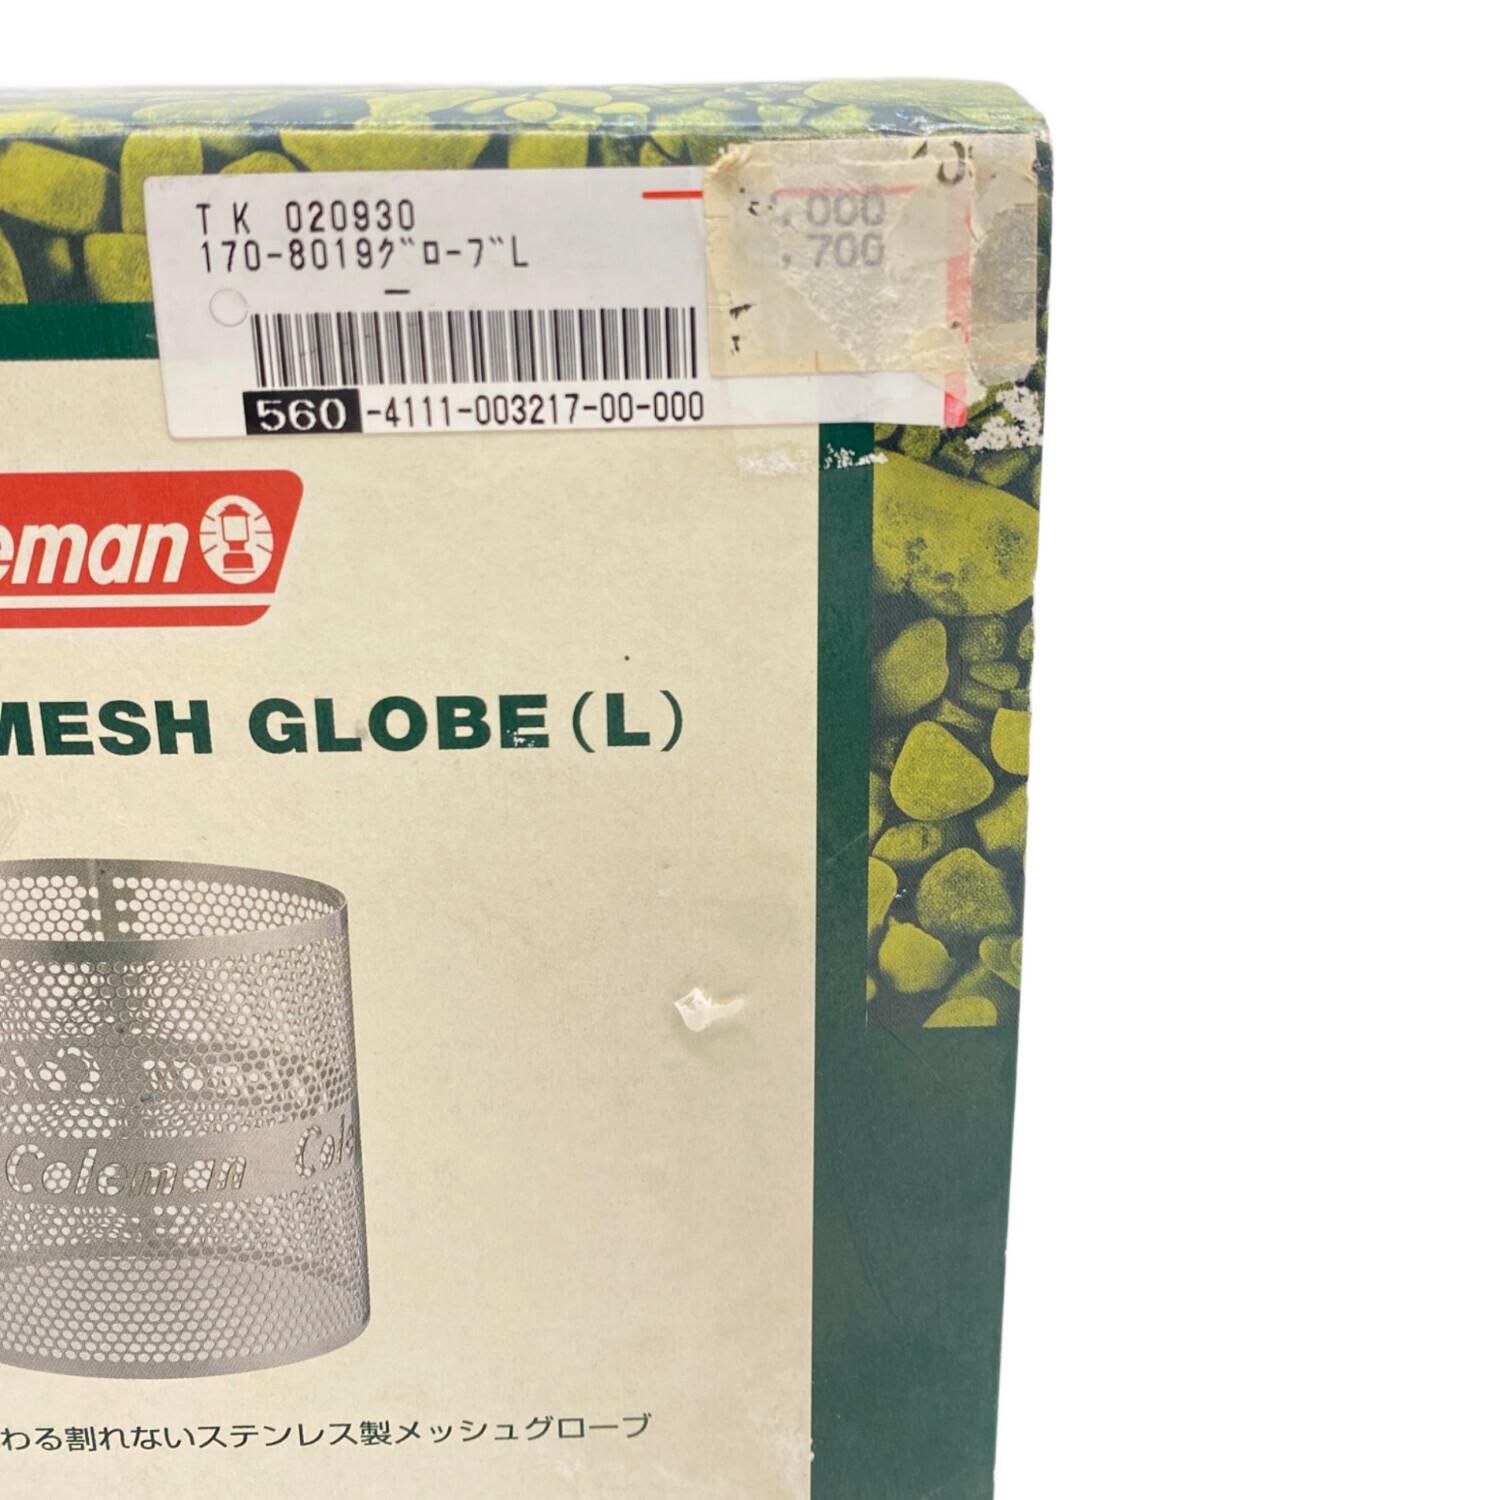 TK 020930
170-8019グローブL
,000
,700
560-4111-003217-00-000
eman
MESH GLOBE (L)
Coleman
Cole
わる割れないステンレス製メッシュグローブ